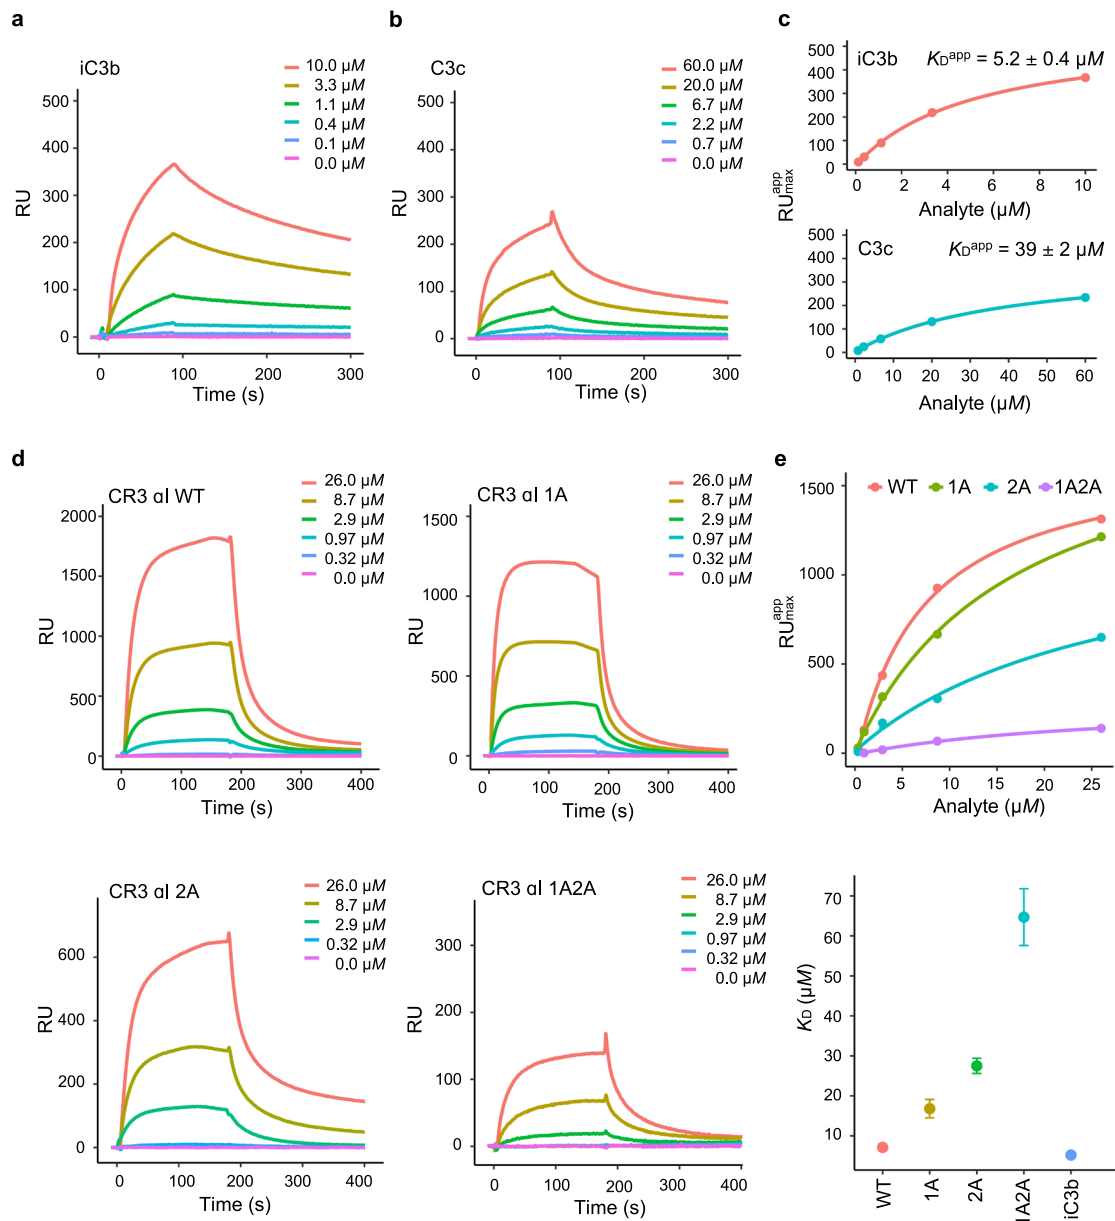 a
iC3b
10.0 µM
3.3 µM
1.1 µM
0.4 µM
0.1 µM
0.0 µM
500
400
300
200
100
0
RU
0 100 200 300
Time (s)
b
C3c
60.0 µM
20.0 µM
6.7 µM
2.2 µM
0.7 µM
0.0 µM
500
400
300
200
100
0
RU
0 100 200 300
Time (s)
c
iC3b
KDapp = 5.2 ± 0.4 µM
500
400
300
200
100
0
0 2 4 6 8 10
Analyte (µM)
RUmaxapp
C3c
KDapp = 39 ± 2 µM
500
400
300
200
100
0
0 10 20 30 40 50 60
Analyte (µM)
d
CR3 αI WT
26.0 µM
8.7 µM
2.9 µM
0.97 µM
0.32 µM
0.0 µM
2000
1500
1000
500
0
RU
0 100 200 300 400
Time (s)
CR3 αI 1A
26.0 µM
8.7 µM
2.9 µM
0.97 µM
0.32 µM
0.0 µM
1500
1000
500
0
RU
0 100 200 300 400
Time (s)
e
WT 1A 2A 1A2A
1500
1000
500
0
RUmaxapp
0 5 10 15 20 25
Analyte (µM)
CR3 αI 2A
26.0 µM
8.7 µM
2.9 µM
0.32 µM
0.0 µM
600
400
200
0
RU
0 100 200 300 400
Time (s)
CR3 αI 1A2A
26.0 µM
8.7 µM
2.9 µM
0.97 µM
0.32 µM
0.0 µM
300
200
100
0
RU
0 100 200 300 400
Time (s)
70
60
50
40
30
20
10
KD (µM)
WT
1A
2A
1A2A
iC3b